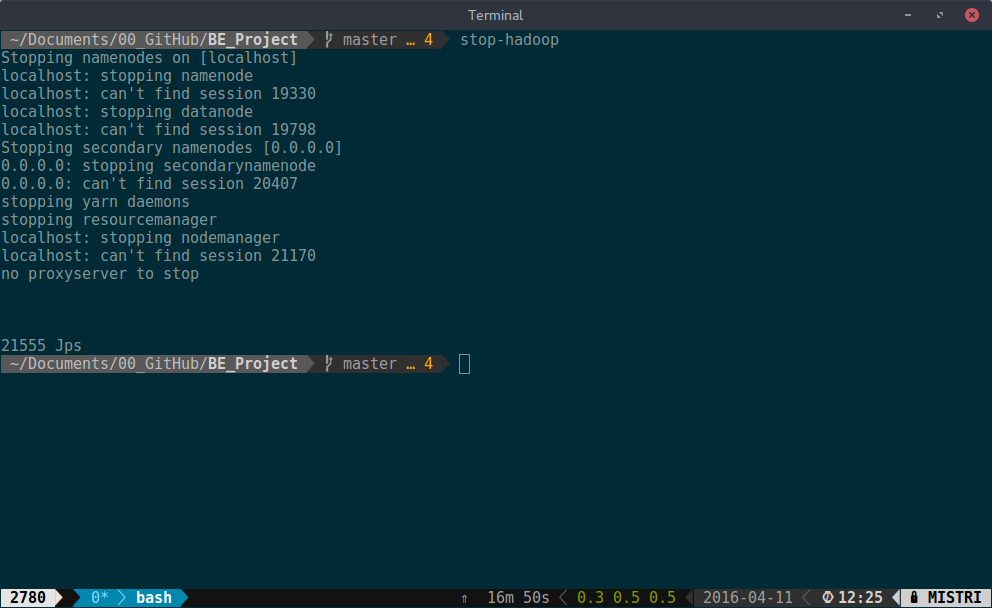 Terminal
~/Documents/00_GitHub/BE_Project master … 4 stop-hadoop
Stopping namenodes on [localhost]
localhost: stopping namenode
localhost: can't find session 19330
localhost: stopping datanode
localhost: can't find session 19798
Stopping secondary namenodes [0.0.0.0]
0.0.0.0: stopping secondarynamenode
0.0.0.0: can't find session 20407
stopping yarn daemons
stopping resourcemanager
localhost: stopping nodemanager
localhost: can't find session 21170
no proxyserver to stop
21555 Jps
~/Documents/00_GitHub/BE_Project master … 4
2780 0* bash ⇑ 16m 50s 0.3 0.5 0.5 2016-04-11 12:25 MISTRI